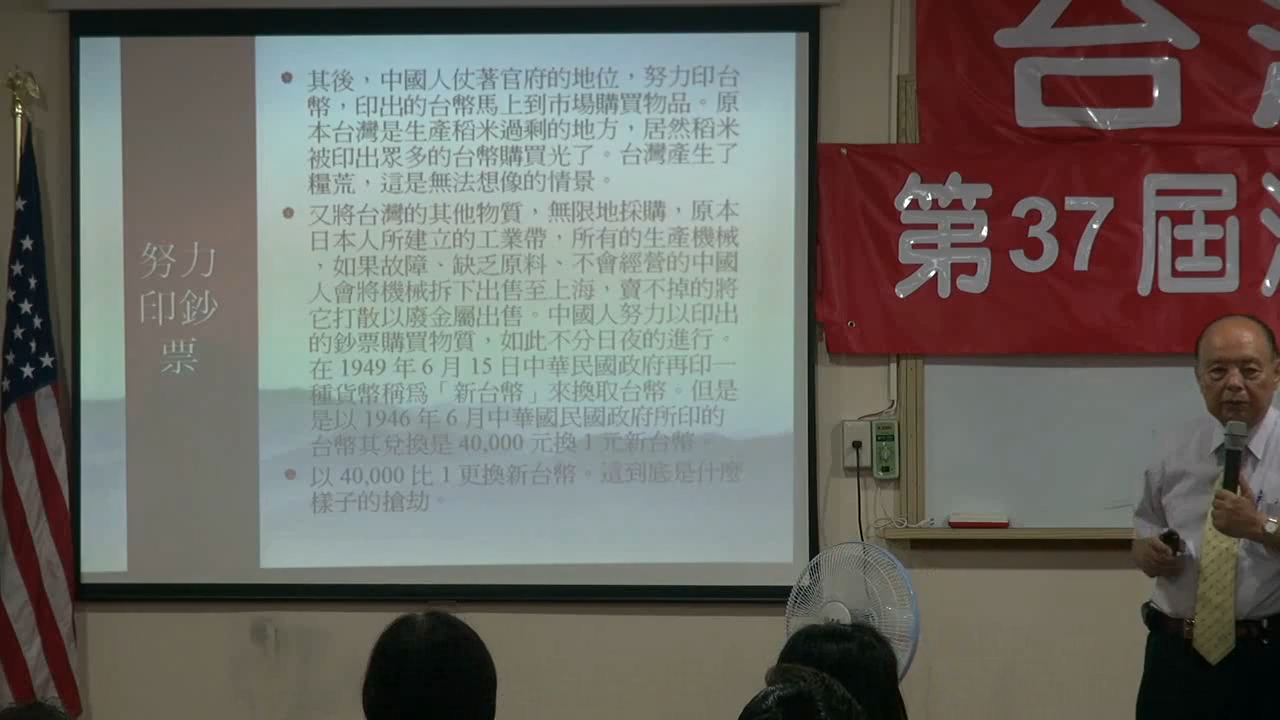 努力
印鈔
票
其後，中國人仗著官府的地位，努力印台
幣，印出的台幣馬上到市場購買物品。原
本台灣是生產稻米過剩的地方，居然稻米
被印出眾多的台幣購買光了。台灣產生了
糧荒，這是無法想像的情景。
又將台灣的其他物質，無限地採購，原本
日本人所建立的工業帶，所有的生產機械
，如果故障、缺乏原料、不會經營的中國
人會將機械拆下出售至上海，賣不掉的將
它打散以廢金屬出售。中國人努力以印出
的鈔票購買物質，如此不分日夜的進行。
在 1949 年 6 月 15 日中華民國政府再印一
種貨幣稱爲「新台幣」來換取台幣。但是
是以 1946 年 6 月中華國民國政府所印的
台幣其兌換是 40,000 元換 1 元新台幣。
以 40,000 比 1 更換新台幣。這到底是什麼
樣子的搶劫。
台
第37屆